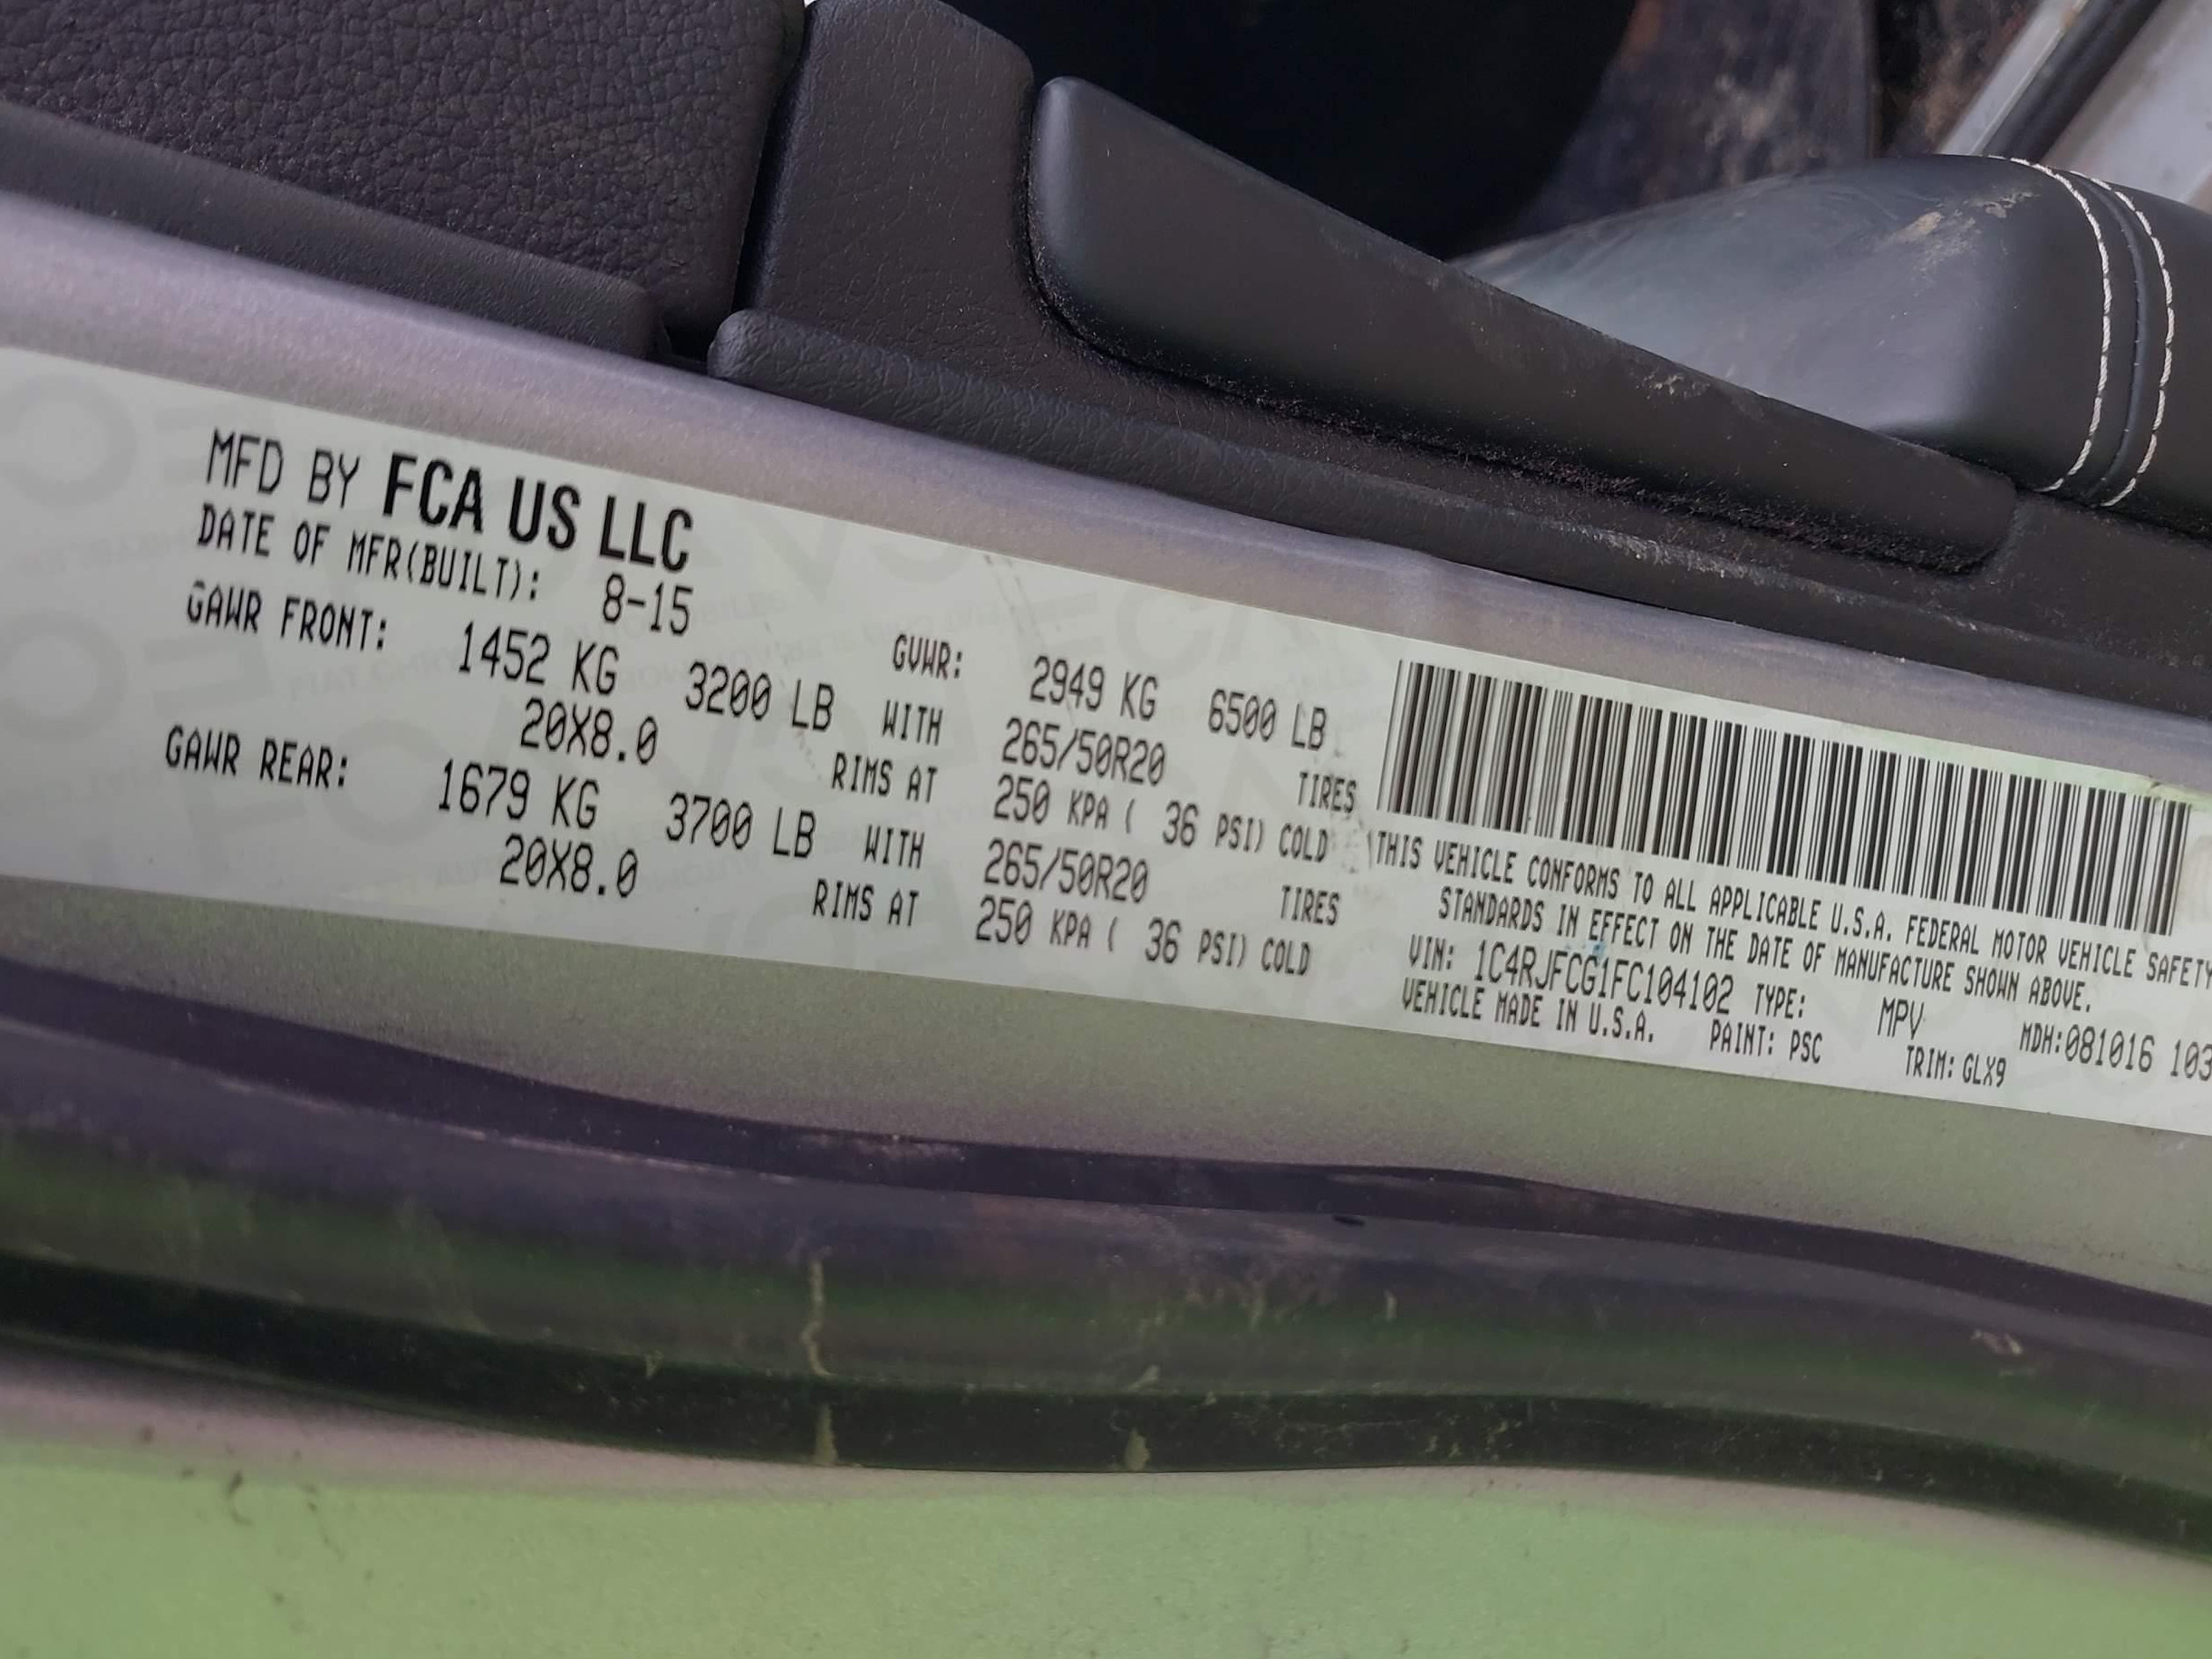 MFD BY FCA US LLC
DATE OF MFR(BUILT): 8-15 GVWR: 2949 KG 6500 LB
GAWR FRONT: 1452 KG 3200 LB WITH 265/50R20 TIRES
20X8.0 RIMS AT 250 KPA ( 36 PSI) COLD
GAWR REAR: 1679 KG 3700 LB WITH 265/50R20 TIRES
20X8.0 RIMS AT 250 KPA ( 36 PSI) COLD
THIS VEHICLE CONFORMS TO ALL APPLICABLE U.S.A. FEDERAL MOTOR VEHICLE SAFETY
STANDARDS IN EFFECT ON THE DATE OF MANUFACTURE SHOWN ABOVE.
VIN: 1C4RJFCG1FC104102 TYPE: MPV MDH:081016 103
VEHICLE MADE IN U.S.A. PAINT: PSC TRIM: GLX9